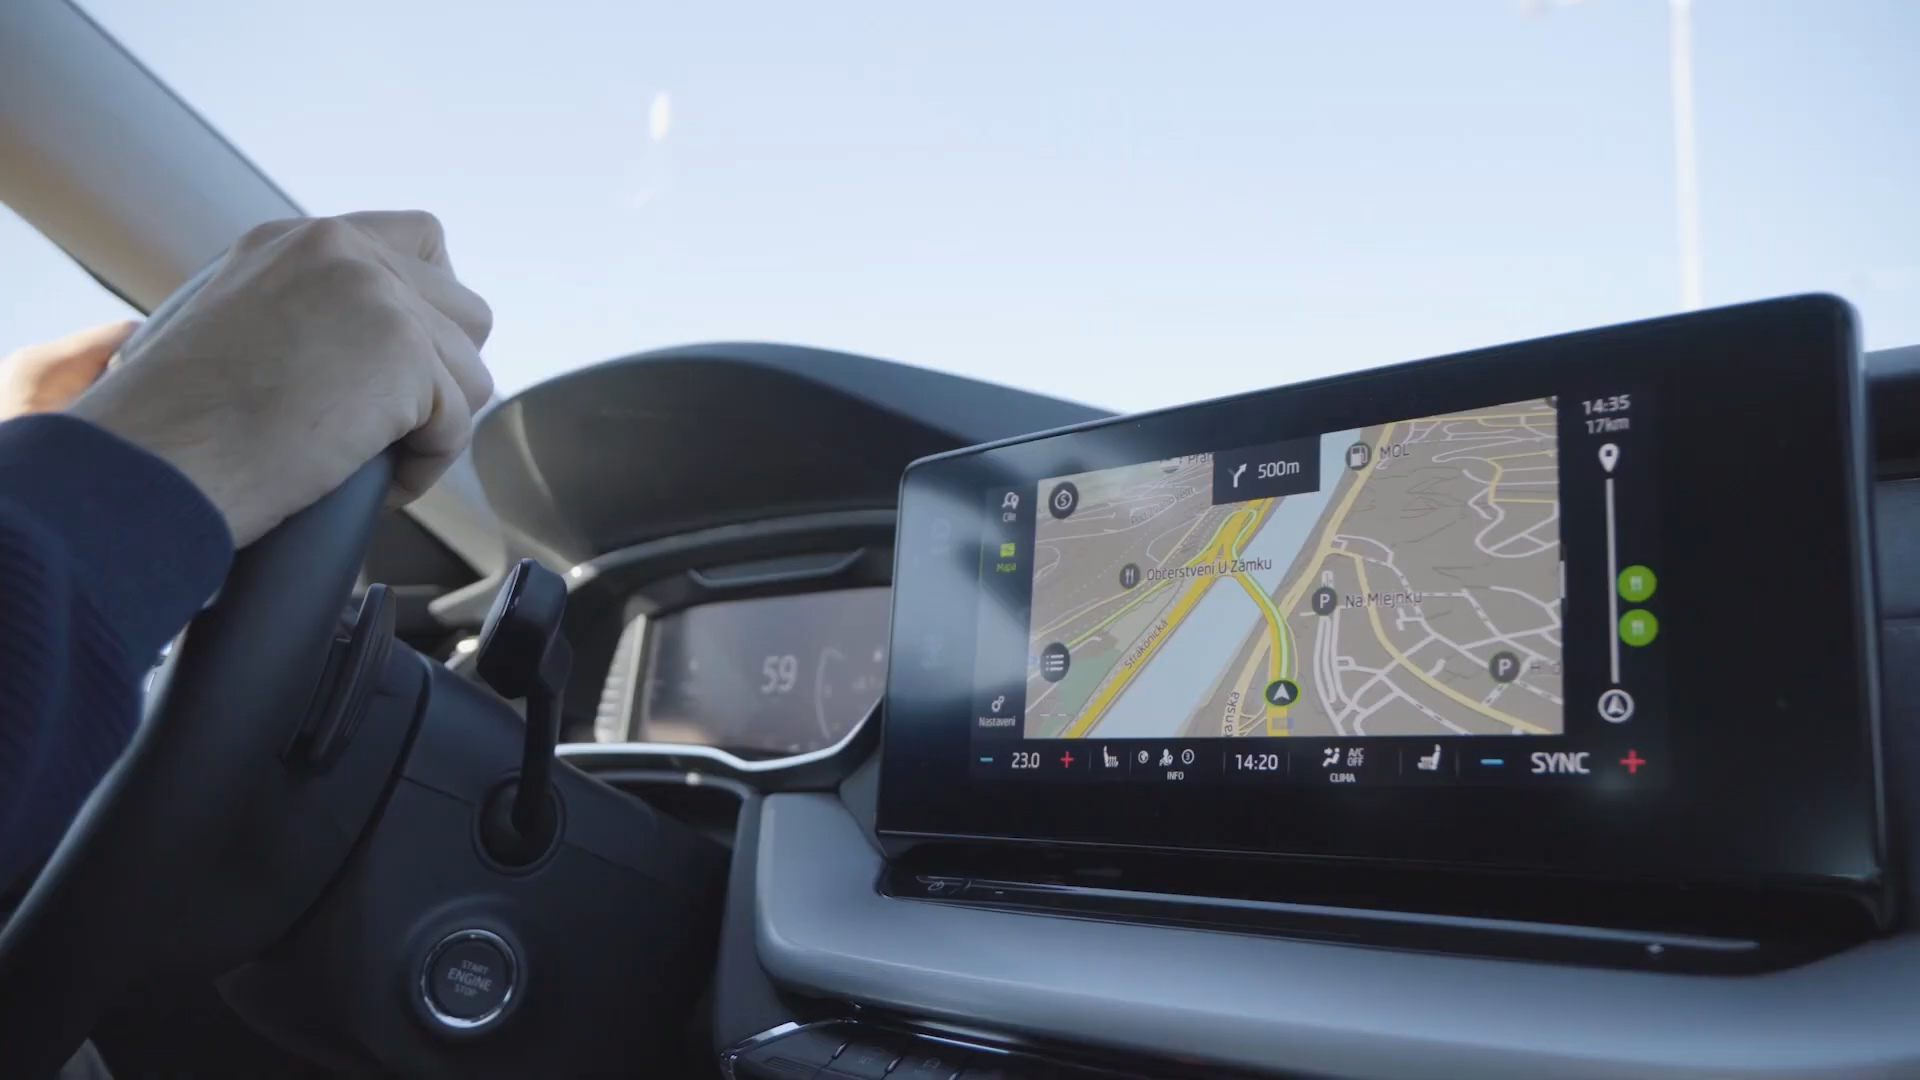 14:35
17km
500m
MOL
Cíle
Mapa
Občerstvení U Zámku
P Na Mlejnku
Strakonická
P
Nastavení
59
23.0
INFO
14:20
A/C
OFF
CLIMA
SYNC
START
ENGINE
STOP